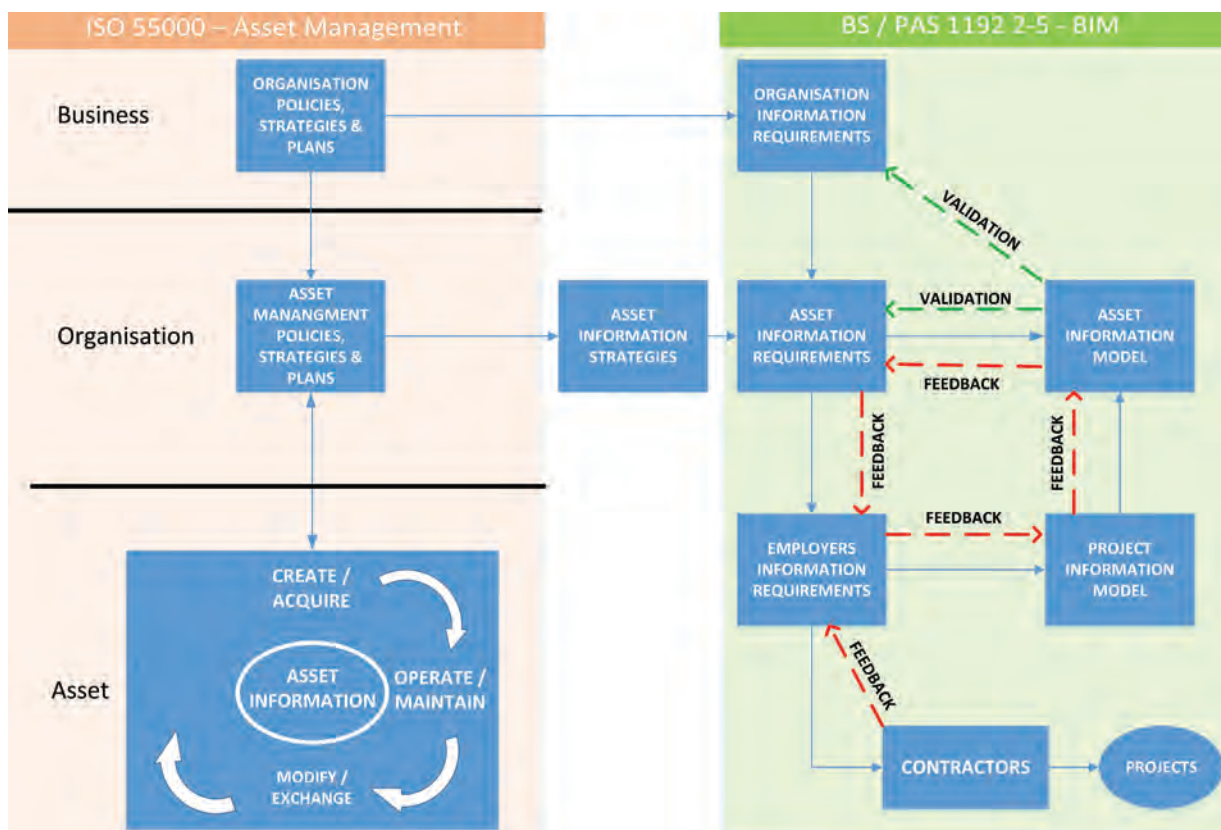 ISO 55000 – Asset Management
BS / PAS 1192 2-5 - BIM
Business
ORGANISATION
POLICIES,
STRATEGIES &
PLANS
ORGANISATION
INFORMATION
REQUIREMENTS
VALIDATION
Organisation
ASSET
MANANGMENT
POLICIES,
STRATEGIES &
PLANS
ASSET
INFORMATION
STRATEGIES
ASSET
INFORMATION
REQUIREMENTS
VALIDATION
ASSET
INFORMATION
MODEL
FEEDBACK
FEEDBACK
FEEDBACK
FEEDBACK
EMPLOYERS
INFORMATION
REQUIREMENTS
PROJECT
INFORMATION
MODEL
Asset
CREATE /
ACQUIRE
ASSET
INFORMATION
OPERATE /
MAINTAIN
MODIFY /
EXCHANGE
FEEDBACK
CONTRACTORS
PROJECTS